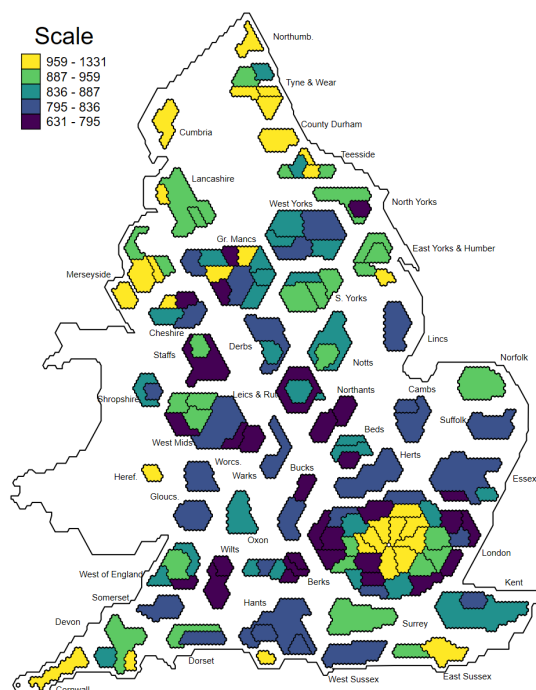 Scale
959 - 1331
887 - 959
836 - 887
795 - 836
631 - 795
Northumb.
Tyne & Wear
County Durham
Cumbria
Teesside
Lancashire
North Yorks
West Yorks
Gr. Mancs
East Yorks & Humber
Merseyside
S. Yorks
Cheshire
Lincs
Derbs
Staffs
Notts
Norfolk
Shropshire
Leics & Rut
Northants
Cambs
Suffolk
Beds
West Mids
Worcs.
Herts
Bucks
Heref.
Warks
Essex
Gloucs.
Oxon
Wilts
London
West of England
Berks
Kent
Somerset
Hants
Devon
Surrey
Dorset
West Sussex
East Sussex
Cornwall